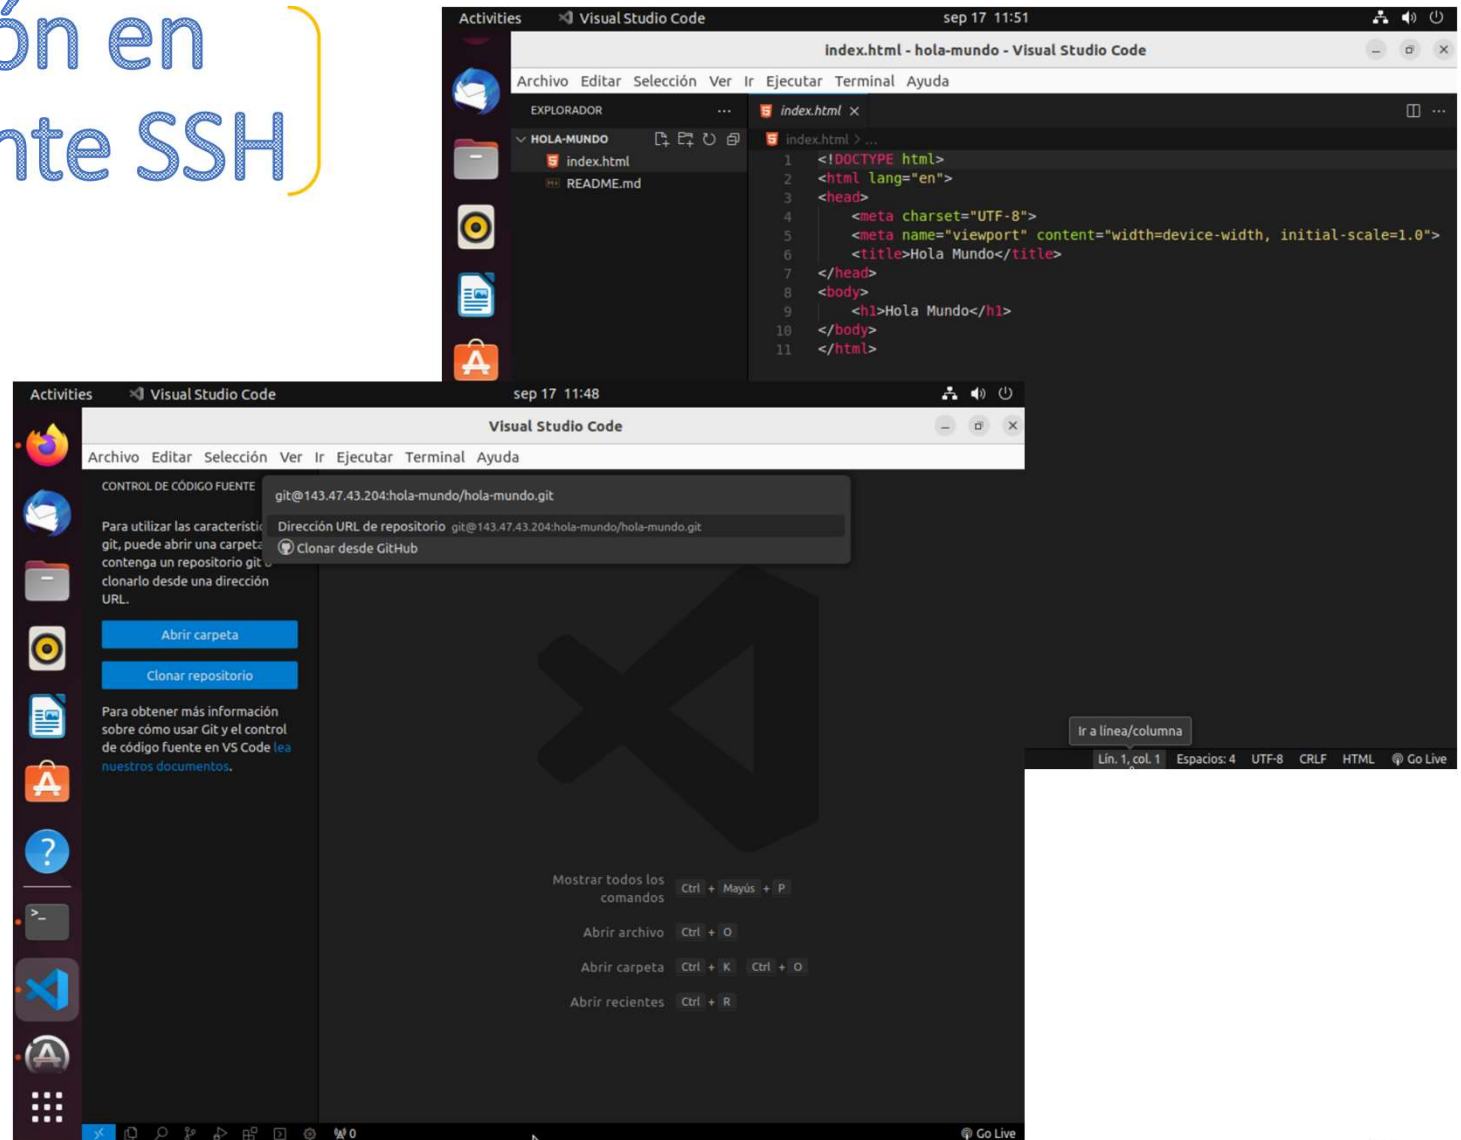 ón en
nte SSH
Activities Visual Studio Code sep 17 11:51
index.html - hola-mundo - Visual Studio Code
Archivo Editar Selección Ver Ir Ejecutar Terminal Ayuda
EXPLORADOR ... index.html ×
HOLA-MUNDO
index.html
README.md
index.html > ...
1 <!DOCTYPE html>
2 <html lang="en">
3 <head>
4 <meta charset="UTF-8">
5 <meta name="viewport" content="width=device-width, initial-scale=1.0">
6 <title>Hola Mundo</title>
7 </head>
8 <body>
9 <h1>Hola Mundo</h1>
10 </body>
11 </html>
Ir a línea/columna
Lín. 1, col. 1 Espacios: 4 UTF-8 CRLF HTML Go Live
Activities Visual Studio Code sep 17 11:48
Visual Studio Code
Archivo Editar Selección Ver Ir Ejecutar Terminal Ayuda
CONTROL DE CÓDIGO FUENTE
git@143.47.43.204:hola-mundo/hola-mundo.git
Dirección URL de repositorio git@143.47.43.204:hola-mundo/hola-mundo.git
Clonar desde GitHub
Para utilizar las característic
git, puede abrir una carpeta
contenga un repositorio git o
clonarlo desde una dirección
URL.
Abrir carpeta
Clonar repositorio
Para obtener más información
sobre cómo usar Git y el control
de código fuente en VS Code lea
nuestros documentos.
Mostrar todos los
comandos Ctrl + Mayús + P
Abrir archivo Ctrl + O
Abrir carpeta Ctrl + K Ctrl + O
Abrir recientes Ctrl + R
0 Go Live